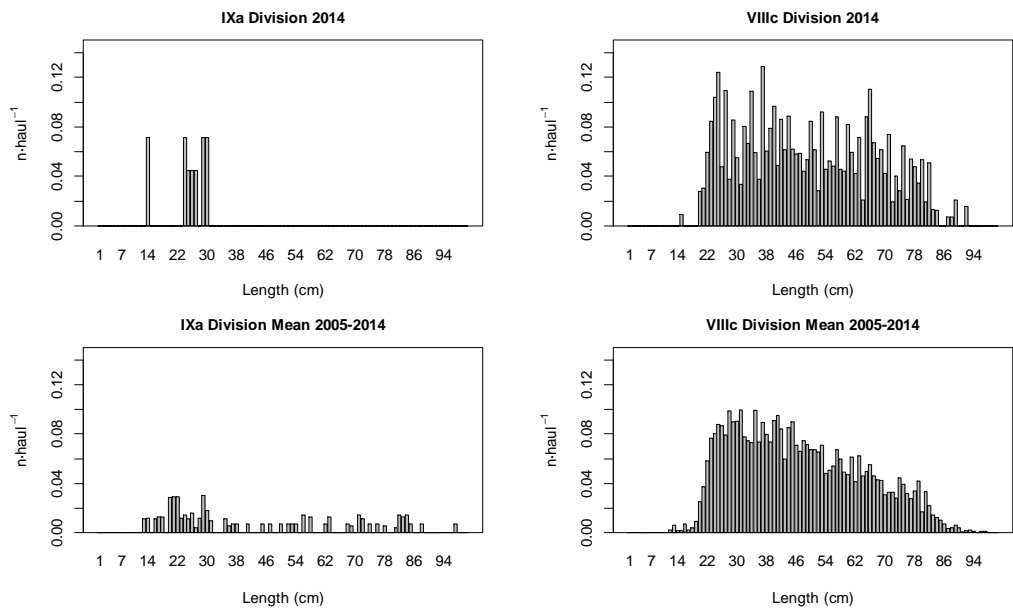 IXa Division 2014
n·haul⁻¹
0.00 0.04 0.08 0.12
1 7 14 22 30 38 46 54 62 70 78 86 94
Length (cm)
VIIIc Division 2014
n·haul⁻¹
0.00 0.04 0.08 0.12
1 7 14 22 30 38 46 54 62 70 78 86 94
Length (cm)
IXa Division Mean 2005-2014
n·haul⁻¹
0.00 0.04 0.08 0.12
1 7 14 22 30 38 46 54 62 70 78 86 94
Length (cm)
VIIIc Division Mean 2005-2014
n·haul⁻¹
0.00 0.04 0.08 0.12
1 7 14 22 30 38 46 54 62 70 78 86 94
Length (cm)